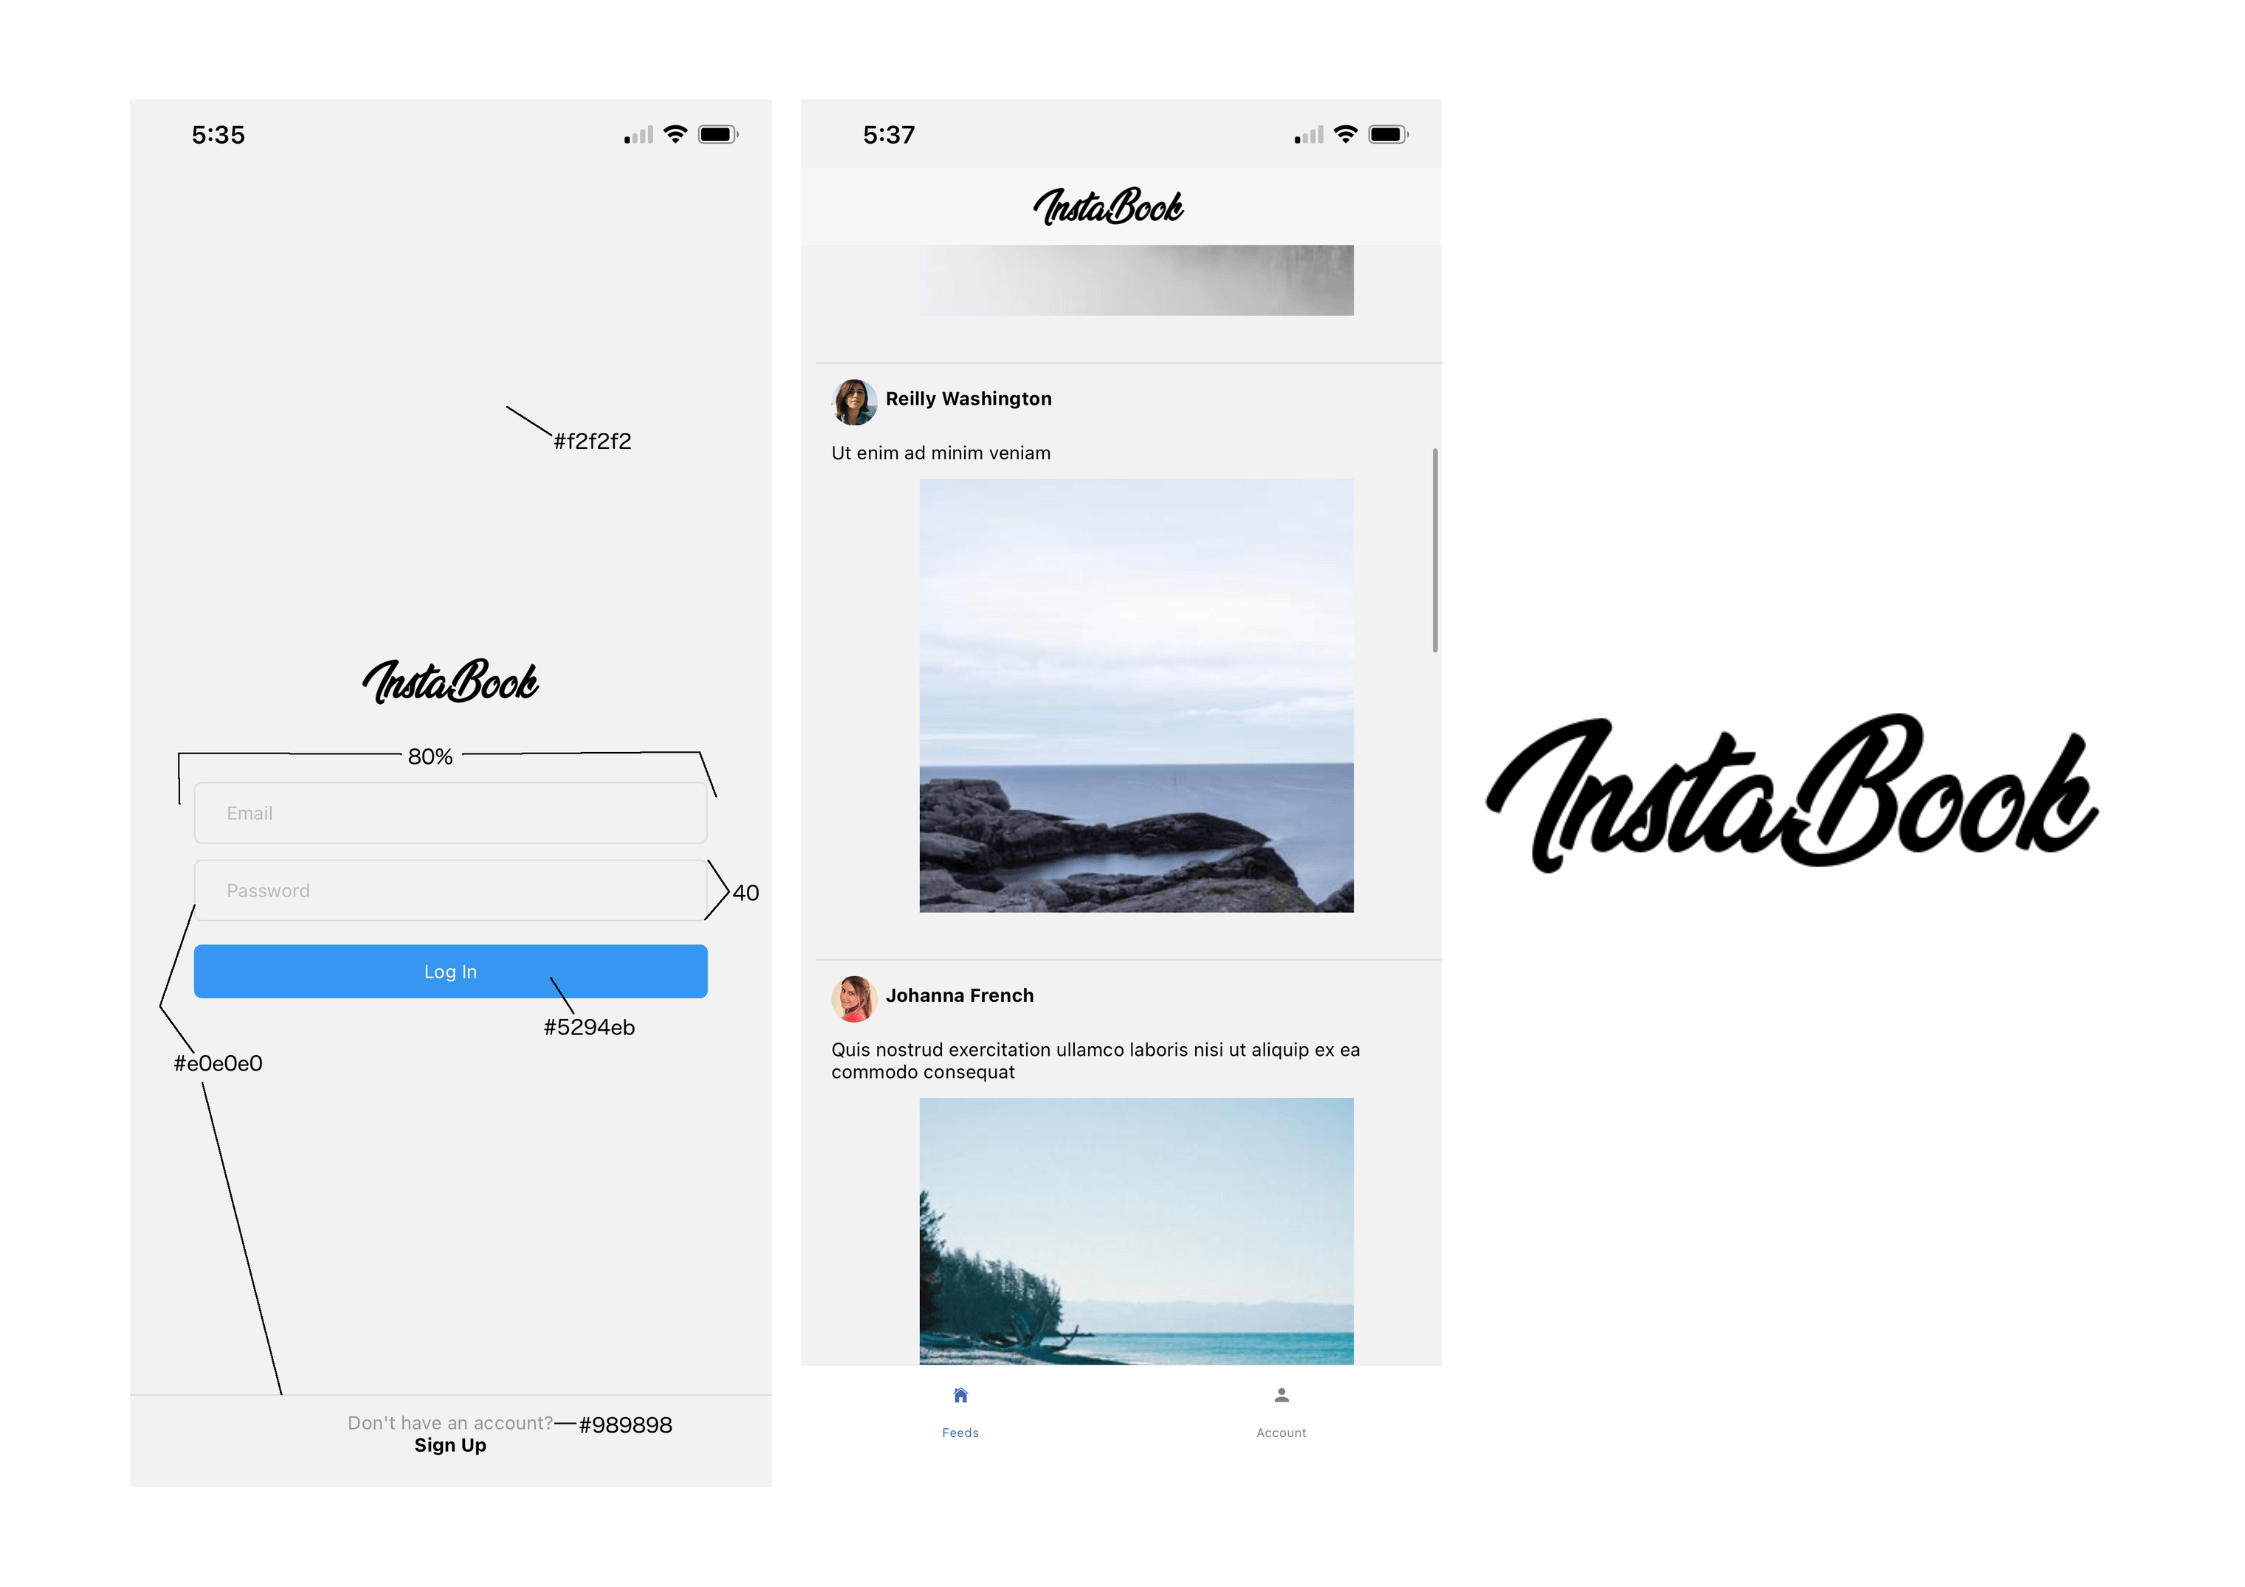 5:35
#f2f2f2
InstaBook
80%
Email
Password
40
Log In
#5294eb
#e0e0e0
Don't have an account?
#989898
Sign Up
5:37
InstaBook
Reilly Washington
Ut enim ad minim veniam
Johanna French
Quis nostrud exercitation ullamco laboris nisi ut aliquip ex ea
commodo consequat
Feeds
Account
InstaBook